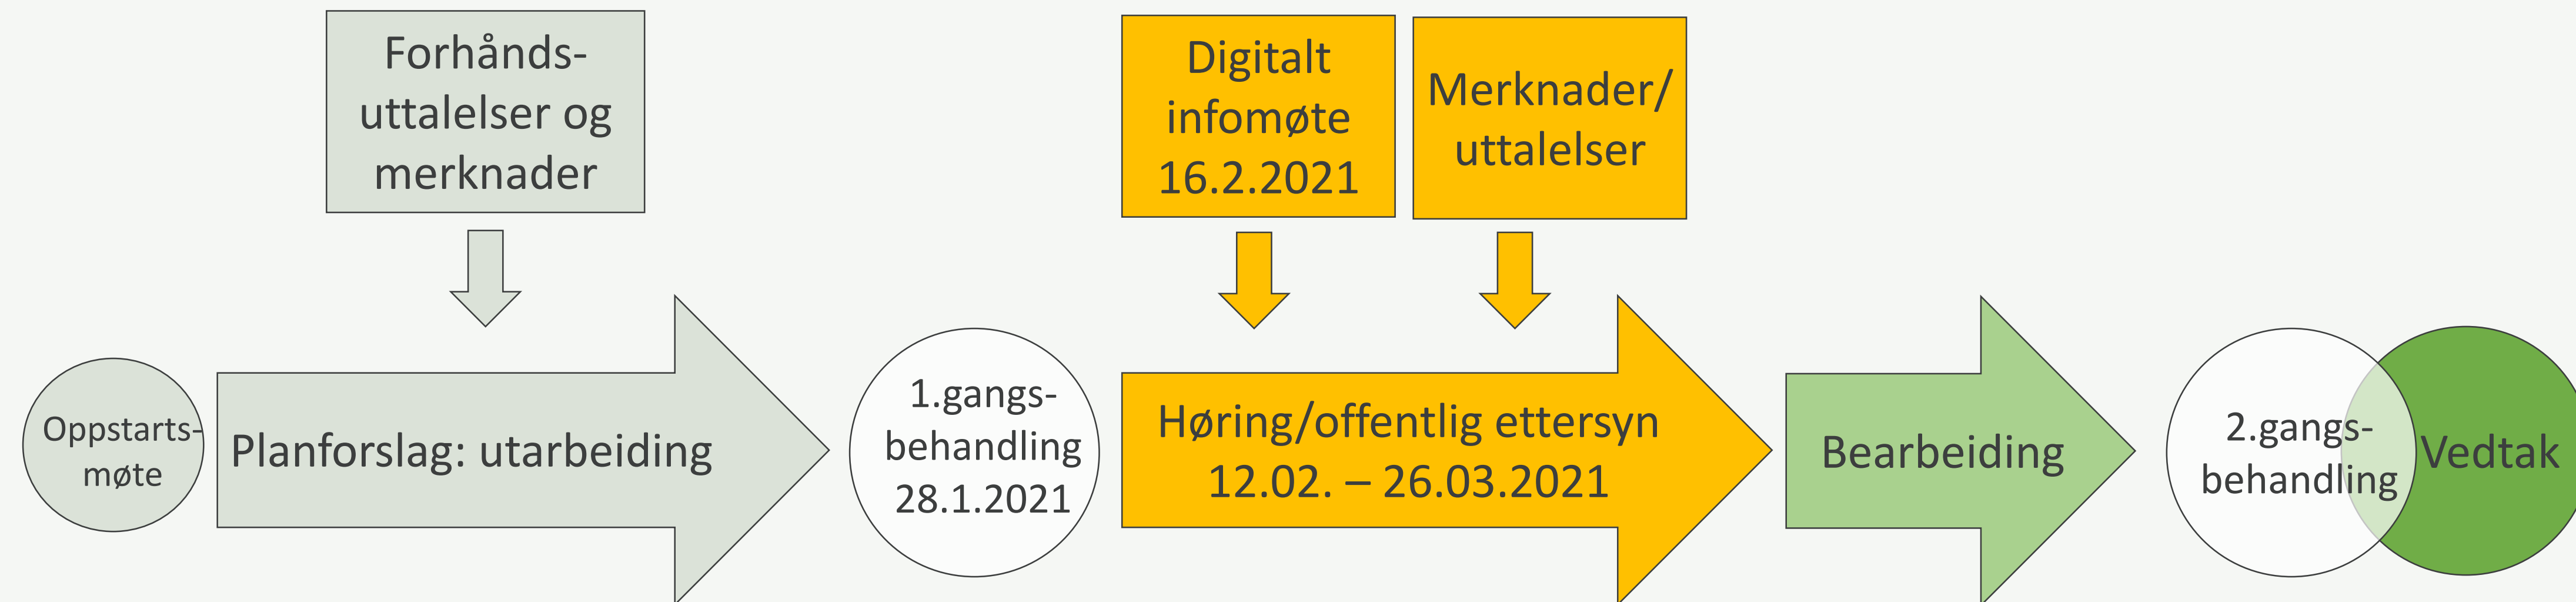 Forhånds-
uttalelser og
merknader
Digitalt
infomøte
16.2.2021
Merknader/
uttalelser
Oppstarts-
møte
Planforslag: utarbeiding
1.gangs-
behandling
28.1.2021
Høring/offentlig ettersyn
12.02. – 26.03.2021
Bearbeiding
2.gangs-
behandling
Vedtak